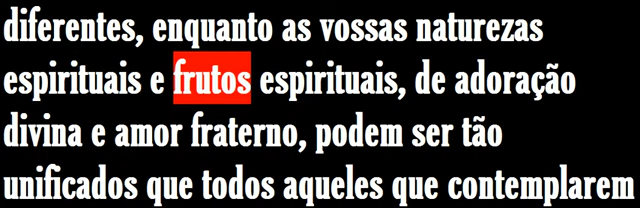 diferentes, enquanto as vossas naturezas
espirituais e frutos espirituais, de adoração
divina e amor fraterno, podem ser tão
unificados que todos aqueles que contemplarem